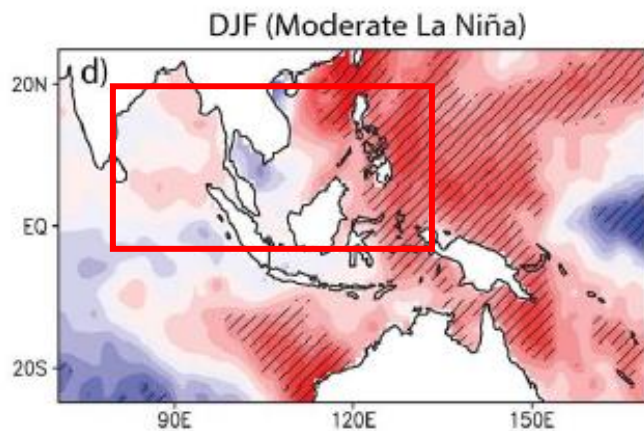 DJF (Moderate La Niña)
d)
20N
EQ
20S
90E 120E 150E